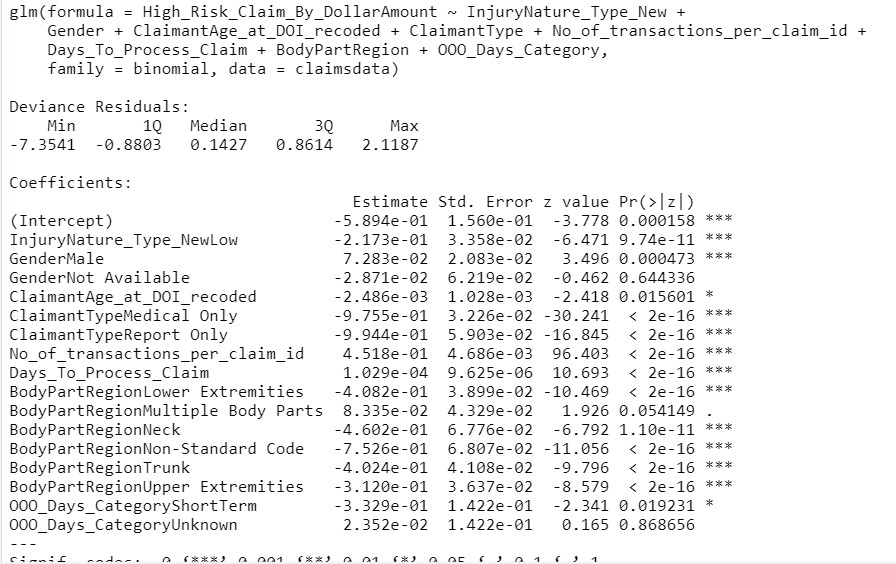 glm(formula = High_Risk_Claim_By_DollarAmount ~ InjuryNature_Type_New +
    Gender + ClaimantAge_at_DOI_recoded + ClaimantType + No_of_transactions_per_claim_id +
    Days_To_Process_Claim + BodyPartRegion + OOO_Days_Category,
    family = binomial, data = claimsdata)

Deviance Residuals:
    Min      1Q  Median      3Q     Max
-7.3541 -0.8803  0.1427  0.8614  2.1187

Coefficients:
                                  Estimate Std. Error z value Pr(>|z|)
(Intercept)                     -5.894e-01  1.560e-01  -3.778 0.000158 ***
InjuryNature_Type_NewLow        -2.173e-01  3.358e-02  -6.471 9.74e-11 ***
GenderMale                       7.283e-02  2.083e-02   3.496 0.000473 ***
GenderNot Available             -2.871e-02  6.219e-02  -0.462 0.644336
ClaimantAge_at_DOI_recoded      -2.486e-03  1.028e-03  -2.418 0.015601 *
ClaimantTypeMedical Only        -9.755e-01  3.226e-02 -30.241  < 2e-16 ***
ClaimantTypeReport Only         -9.944e-01  5.903e-02 -16.845  < 2e-16 ***
No_of_transactions_per_claim_id  4.518e-01  4.686e-03  96.403  < 2e-16 ***
Days_To_Process_Claim            1.029e-04  9.625e-06  10.693  < 2e-16 ***
BodyPartRegionLower Extremities -4.082e-01  3.899e-02 -10.469  < 2e-16 ***
BodyPartRegionMultiple Body Parts  8.335e-02  4.329e-02   1.926 0.054149 .
BodyPartRegionNeck              -4.602e-01  6.776e-02  -6.792 1.10e-11 ***
BodyPartRegionNon-Standard Code -7.526e-01  6.807e-02 -11.056  < 2e-16 ***
BodyPartRegionTrunk             -4.024e-01  4.108e-02  -9.796  < 2e-16 ***
BodyPartRegionUpper Extremities -3.120e-01  3.637e-02  -8.579  < 2e-16 ***
OOO_Days_CategoryShortTerm      -3.329e-01  1.422e-01  -2.341 0.019231 *
OOO_Days_CategoryUnknown         2.352e-02  1.422e-01   0.165 0.868656
---
Signif. codes:  0 ‘***’ 0.001 ‘**’ 0.01 ‘*’ 0.05 ‘.’ 0.1 ‘ ’ 1